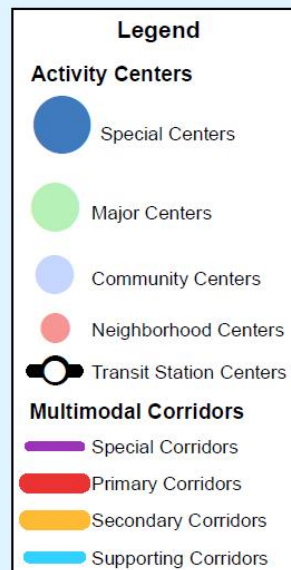 Legend
Activity Centers
Special Centers
Major Centers
Community Centers
Neighborhood Centers
Transit Station Centers
Multimodal Corridors
Special Corridors
Primary Corridors
Secondary Corridors
Supporting Corridors